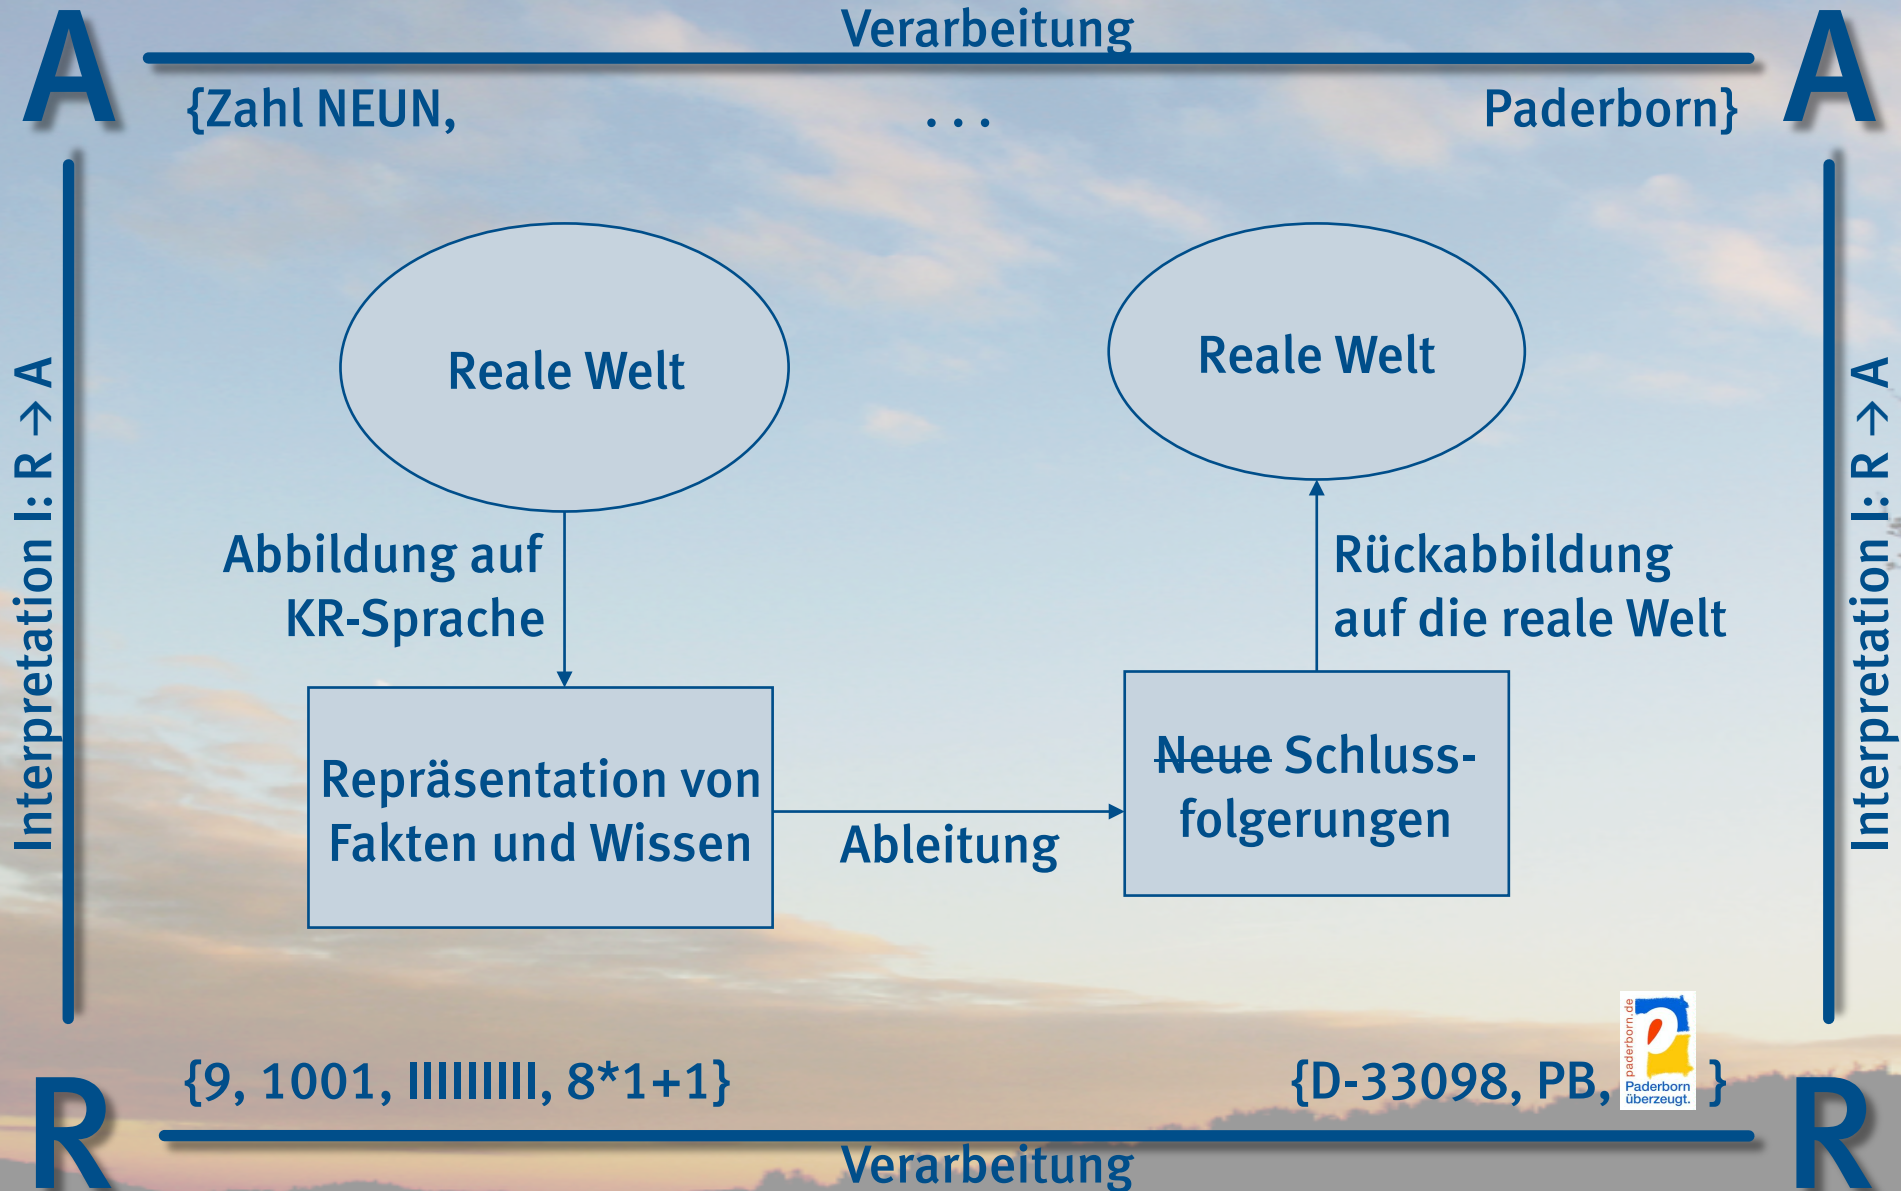 Verarbeitung
A
A
{Zahl NEUN,
. . .
Paderborn}
Interpretation I: R → A
Interpretation I: R → A
Reale Welt
Reale Welt
Abbildung auf
KR-Sprache
Rückabbildung
auf die reale Welt
Repräsentation von
Fakten und Wissen
Ableitung
Neue Schluss-
folgerungen
{9, 1001, IIIIIIIII, 8*1+1}
{D-33098, PB,
paderborn.de
Paderborn
überzeugt.
}
R
R
Verarbeitung